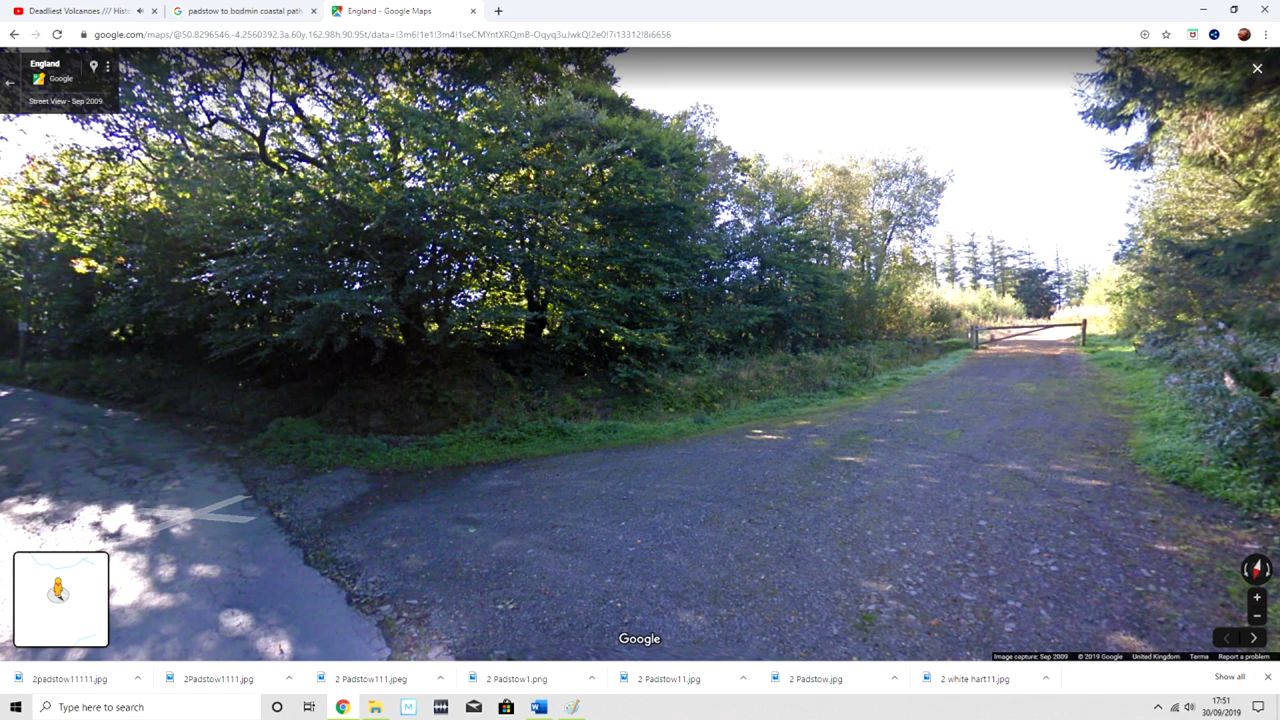 Deadliest Volcanoes /// Histo
padstow to bodmin coastal path
England - Google Maps
google.com/maps/@50.8296546,-4.2560392,3a,60y,162.98h,90.95t/data=!3m6!1e1!3m4!1seCMYntXRQmB-Oqyq3uJwkQ!2e0!7i13312!8i6656
England
Google
Street View - Sep 2009
Google
Image capture: Sep 2009 © 2019 Google United Kingdom Terms Report a problem
2padstow11111.jpg
2Padstow1111.jpg
2 Padstow111.jpeg
2 Padstow1.png
2 Padstow11.jpg
2 Padstow.jpg
2 white hart11.jpg
Show all
Type here to search
17:51
30/09/2019